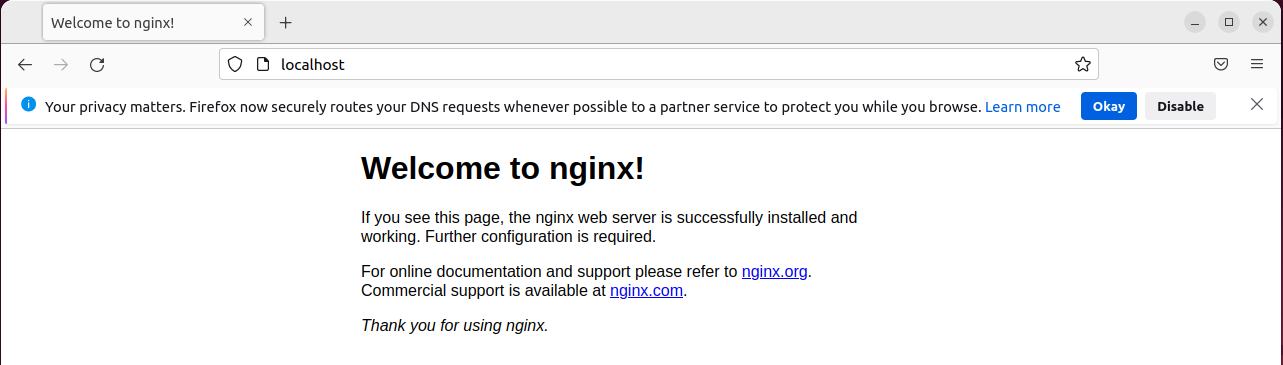 Welcome to nginx!
localhost
Your privacy matters. Firefox now securely routes your DNS requests whenever possible to a partner service to protect you while you browse. Learn more Okay Disable
Welcome to nginx!
If you see this page, the nginx web server is successfully installed and
working. Further configuration is required.
For online documentation and support please refer to nginx.org.
Commercial support is available at nginx.com.
Thank you for using nginx.